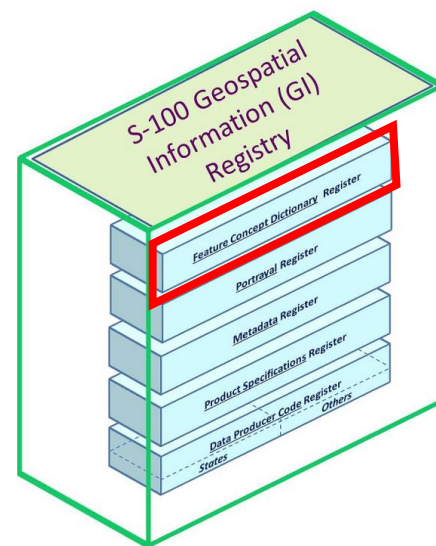 S-100 Geospatial
Information (GI)
Registry
Feature Concept Dictionary Register
Portrayal Register
Metadata Register
Product Specifications Register
Data Producer Code Register
States
Others